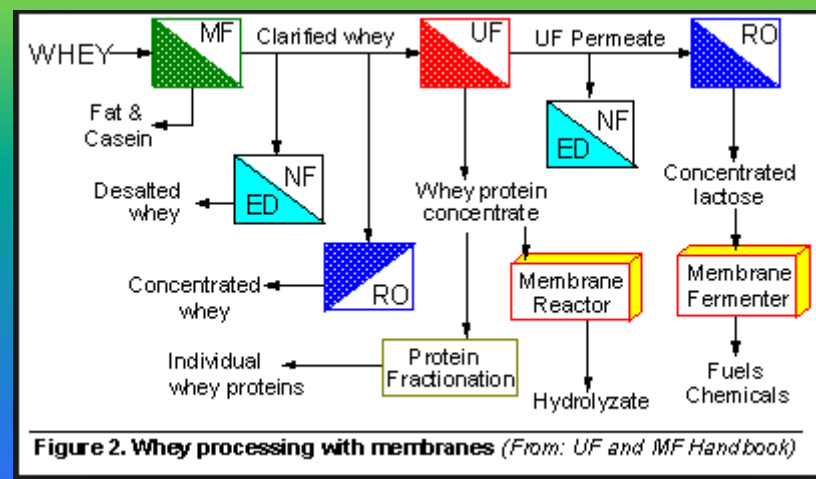 WHEY
MF
Clarified whey
UF
UF Permeate
RO
Fat &
Casein
NF
ED
NF
ED
Desalted
whey
Whey protein
concentrate
Concentrated
lactose
Concentrated
whey
RO
Membrane
Reactor
Membrane
Fermenter
Individual
whey proteins
Protein
Fractionation
Hydrolyzate
Fuels
Chemicals
Figure 2. Whey processing with membranes (From: UF and MF Handbook)